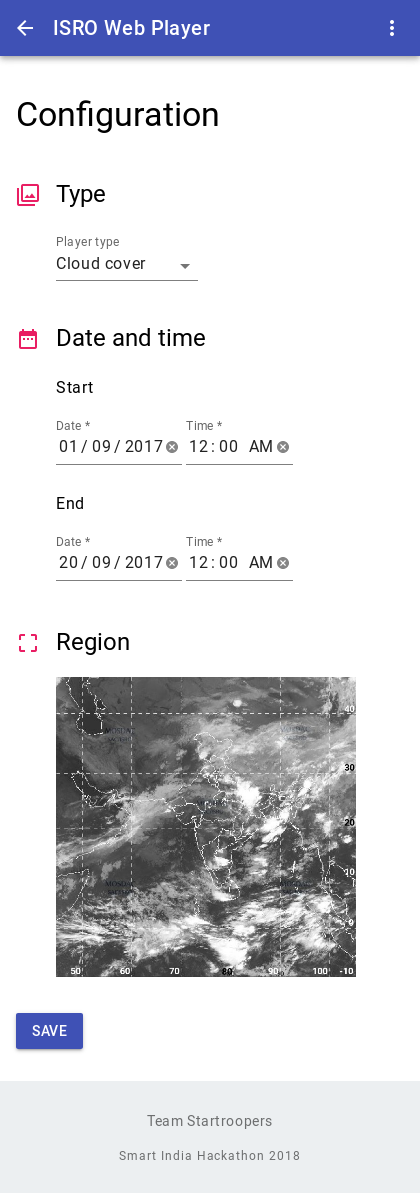 ISRO Web Player
Configuration
Type
Player type
Cloud cover
Date and time
Start
Date * Time *
01 / 09 / 2017 12 : 00 AM
End
Date * Time *
20 / 09 / 2017 12 : 00 AM
Region
40
30
20
10
0
50 60 70 80 90 100 -10
SAVE
Team Startroopers
Smart India Hackathon 2018